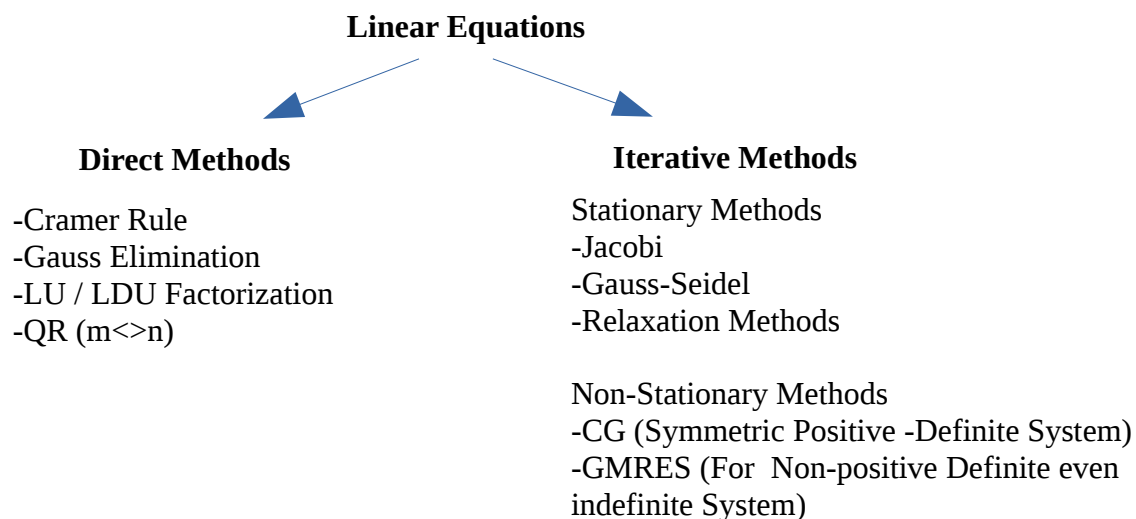 Linear Equations
Direct Methods
-Cramer Rule
-Gauss Elimination
-LU / LDU Factorization
-QR (m<>n)
Iterative Methods
Stationary Methods
-Jacobi
-Gauss-Seidel
-Relaxation Methods
Non-Stationary Methods
-CG (Symmetric Positive -Definite System)
-GMRES (For Non-positive Definite even
indefinite System)